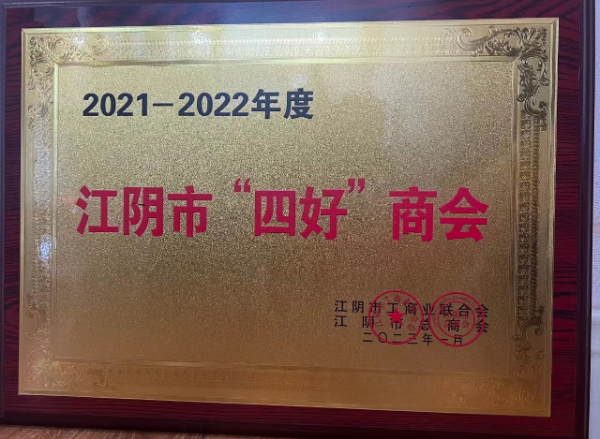 2021-2022年度
江阴市“四好”商会
江阴市工商业联合会
江阴市总商会
二〇二三年一月